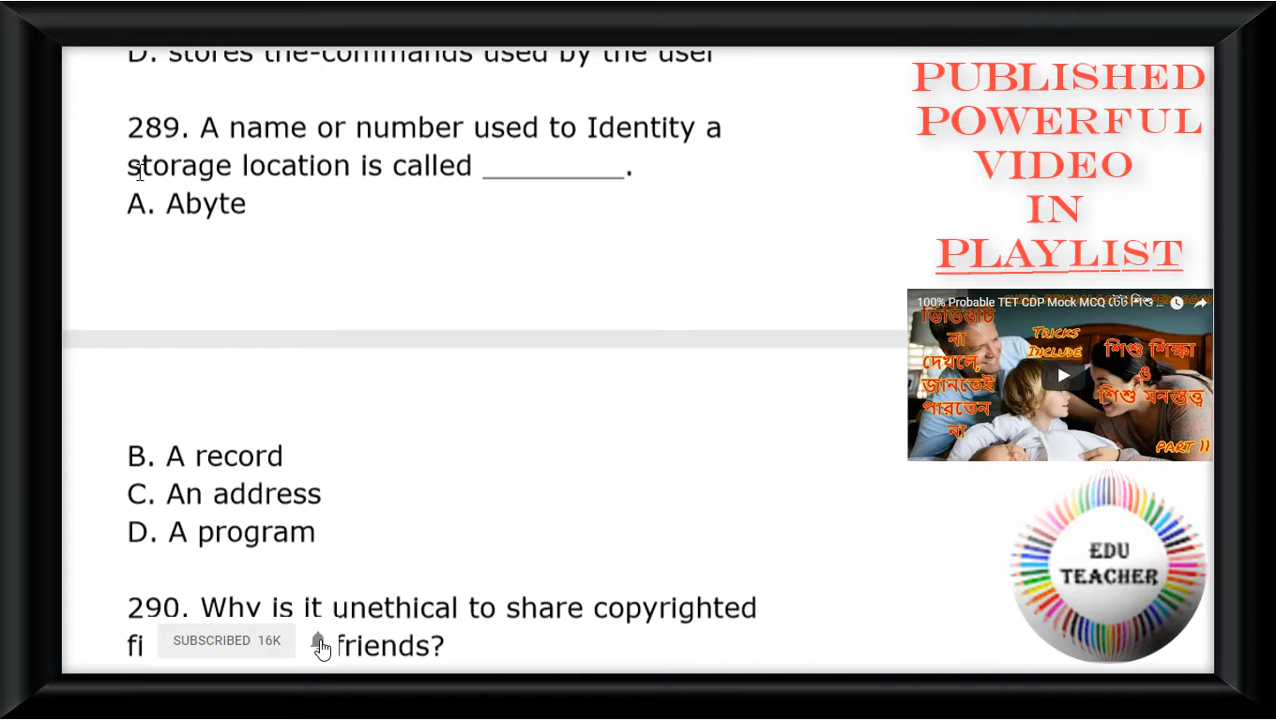 D. stores the-commands used by the user
289. A name or number used to Identity a
storage location is called _________.
A. Abyte
B. A record
C. An address
D. A program
290. Why is it unethical to share copyrighted
fi
friends?
SUBSCRIBED 16K
PUBLISHED
POWERFUL
VIDEO
IN
PLAYLIST
100% Probable TET CDP Mock MCQ টেট শিশু ...
ভিডিওটি
না
দেখলে,
জানতেই
পারতেন
না
TRICKS
INCLUDE
শিশু শিক্ষা
ও
শিশু মনস্তত্ত্ব
PART 11
EDU
TEACHER